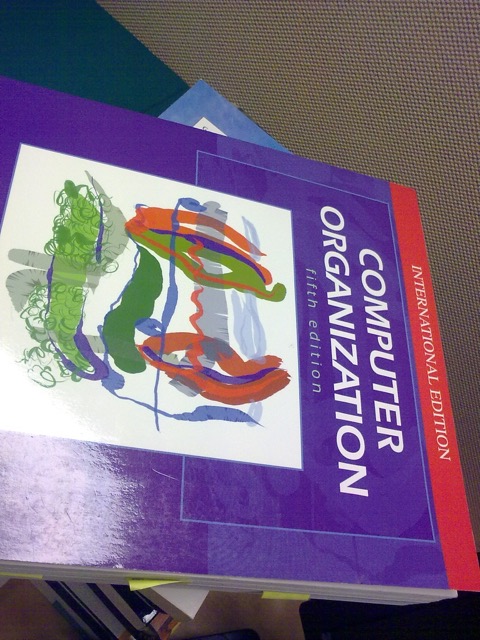 INTERNATIONAL EDITION
COMPUTER
ORGANIZATION
fifth edition